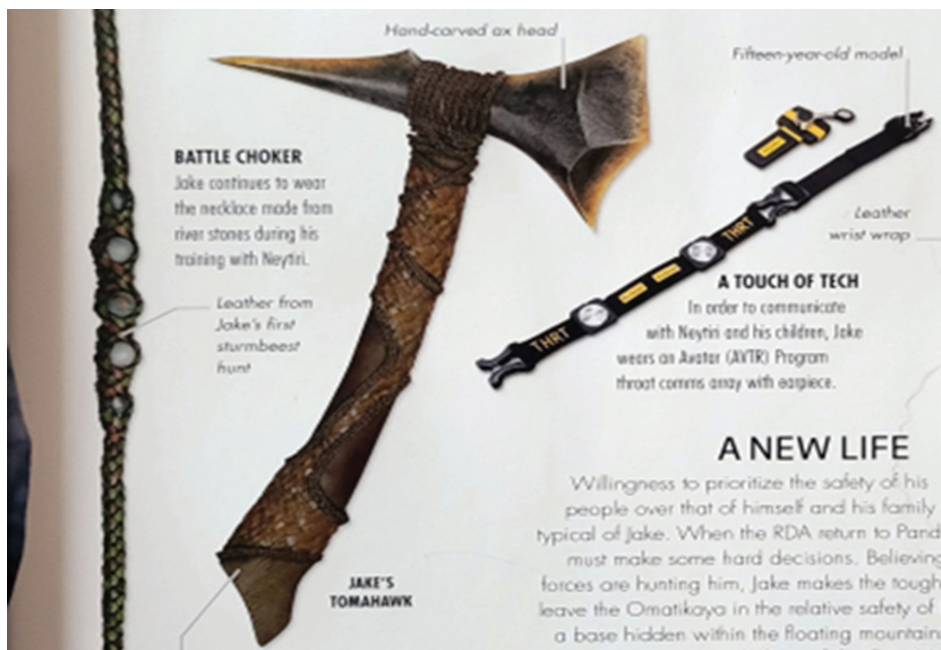 Hand-carved ax head
Fifteen-year-old model
BATTLE CHOKER
Jake continues to wear
the necklace made from
river stones during his
training with Neytiri.
Leather from
Jake's first
sturmbeest
hunt
THRT
THRT
Leather
wrist wrap
A TOUCH OF TECH
In order to communicate
with Neytiri and his children, Jake
wears an Avatar (AVTR) Program
throat comms array with earpiece.
JAKE'S
TOMAHAWK
A NEW LIFE
Willingness to prioritize the safety of his
people over that of himself and his family
typical of Jake. When the RDA return to Pand
must make some hard decisions. Believing
forces are hunting him, Jake makes the tough
leave the Omatikaya in the relative safety of
a base hidden within the floating mountain